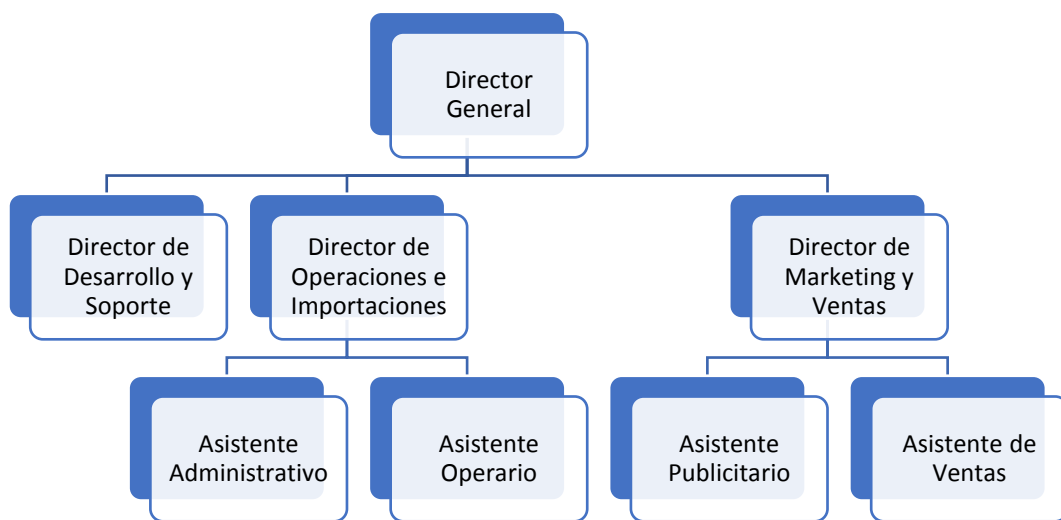 Director
General
Director de
Desarrollo y
Soporte
Director de
Operaciones e
Importaciones
Director de
Marketing y
Ventas
Asistente
Administrativo
Asistente
Operario
Asistente
Publicitario
Asistente de
Ventas